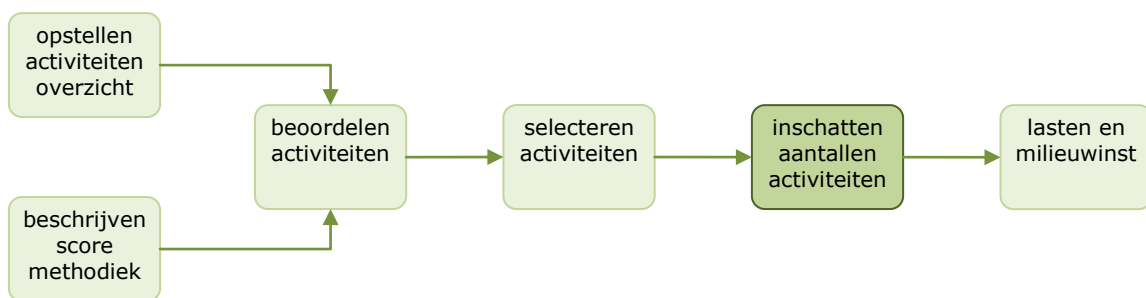 opstellen
activiteiten
overzicht
beschrijven
score
methodiek
beoordelen
activiteiten
selecteren
activiteiten
inschatten
aantallen
activiteiten
lasten en
milieuwinst